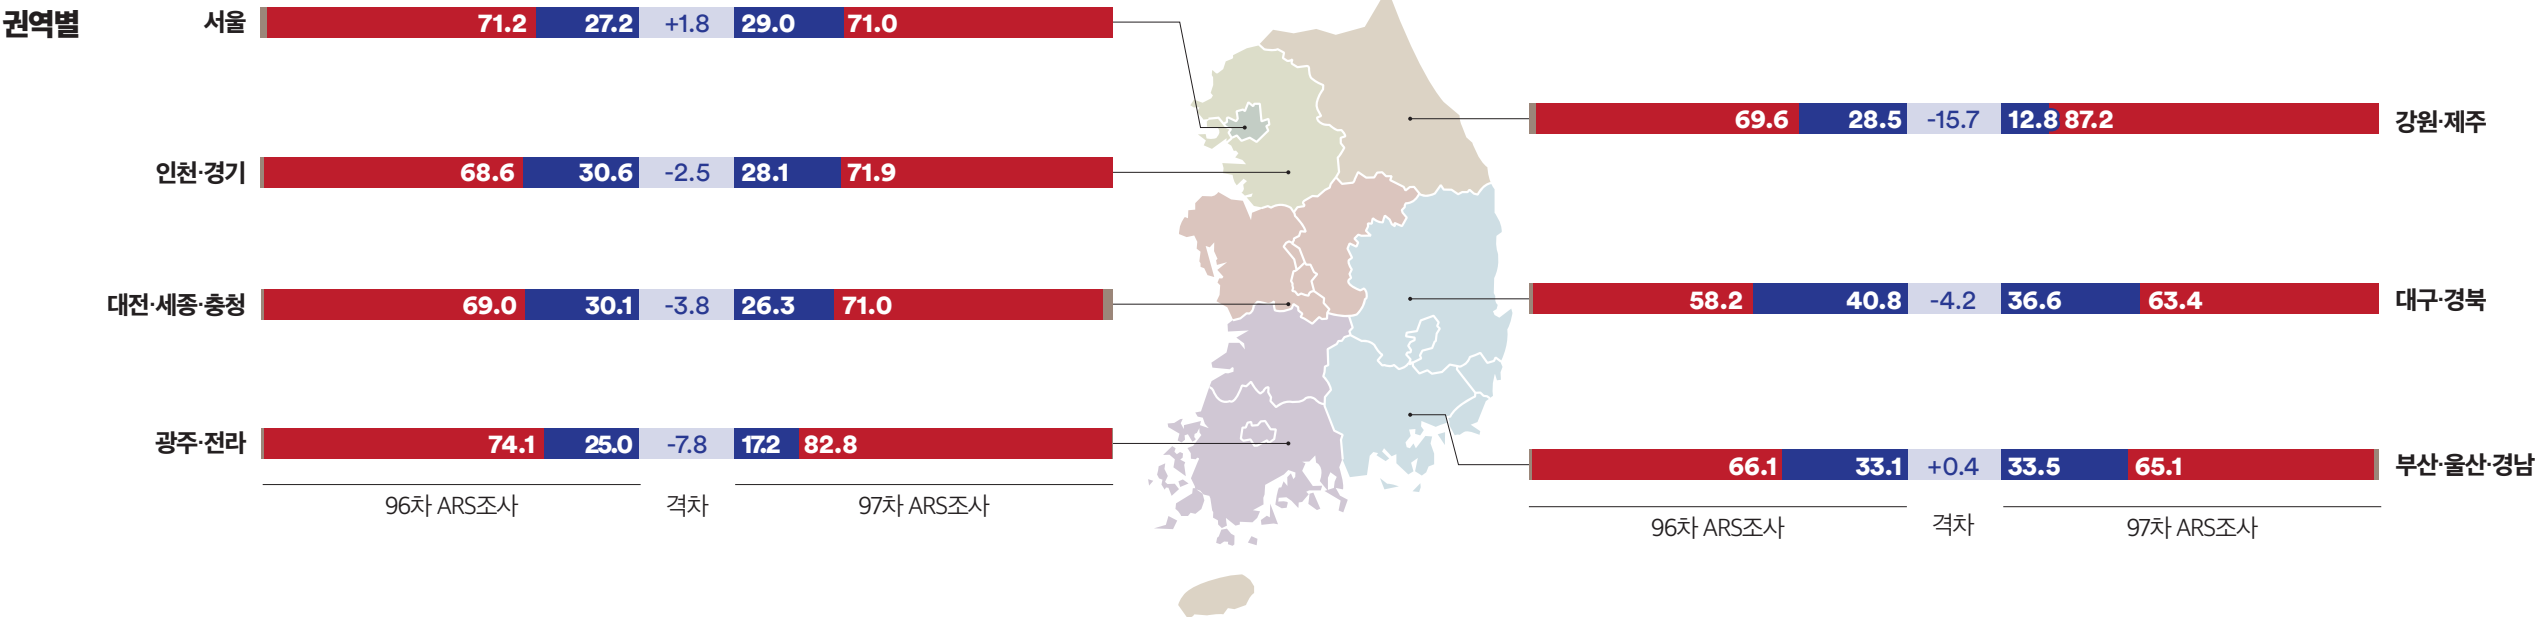 권역별
서울 71.2 27.2 +1.8 29.0 71.0
인천·경기 68.6 30.6 -2.5 28.1 71.9
대전·세종·충청 69.0 30.1 -3.8 26.3 71.0
광주·전라 74.1 25.0 -7.8 17.2 82.8
96차 ARS조사 격차 97차 ARS조사
69.6 28.5 -15.7 12.8 87.2 강원·제주
58.2 40.8 -4.2 36.6 63.4 대구·경북
66.1 33.1 +0.4 33.5 65.1 부산·울산·경남
96차 ARS조사 격차 97차 ARS조사